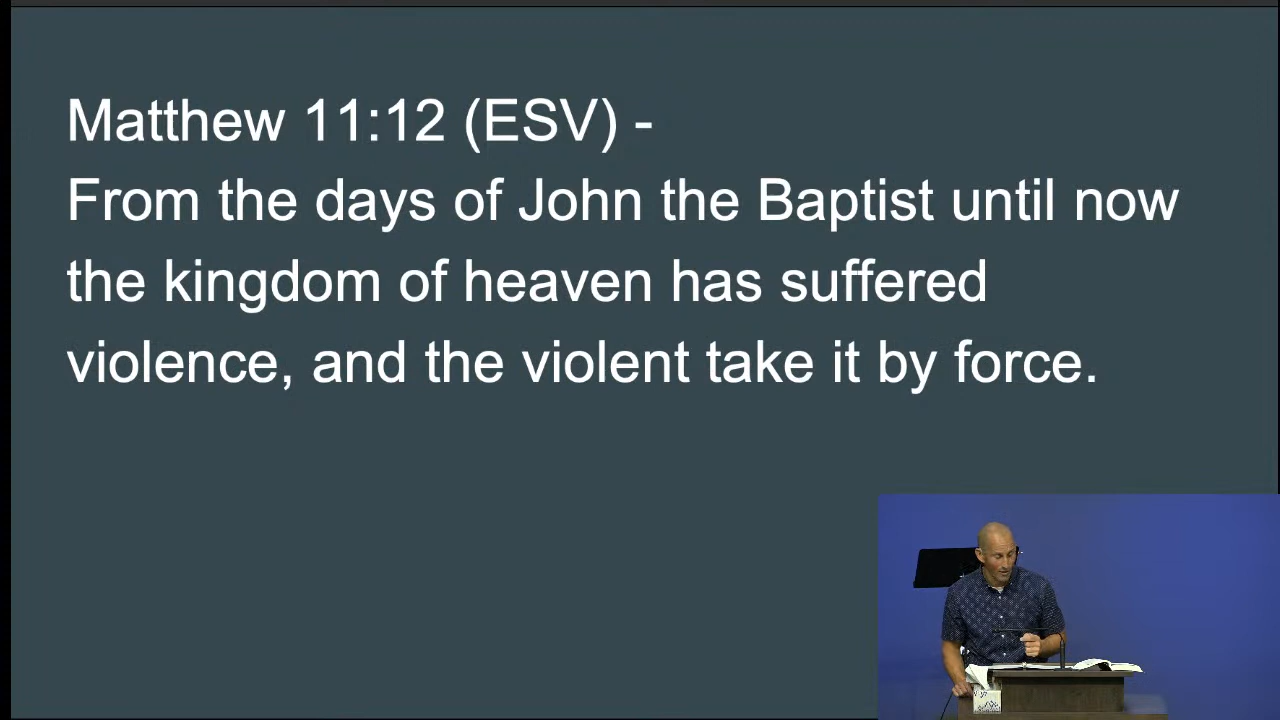 Matthew 11:12 (ESV) -
From the days of John the Baptist until now
the kingdom of heaven has suffered
violence, and the violent take it by force.